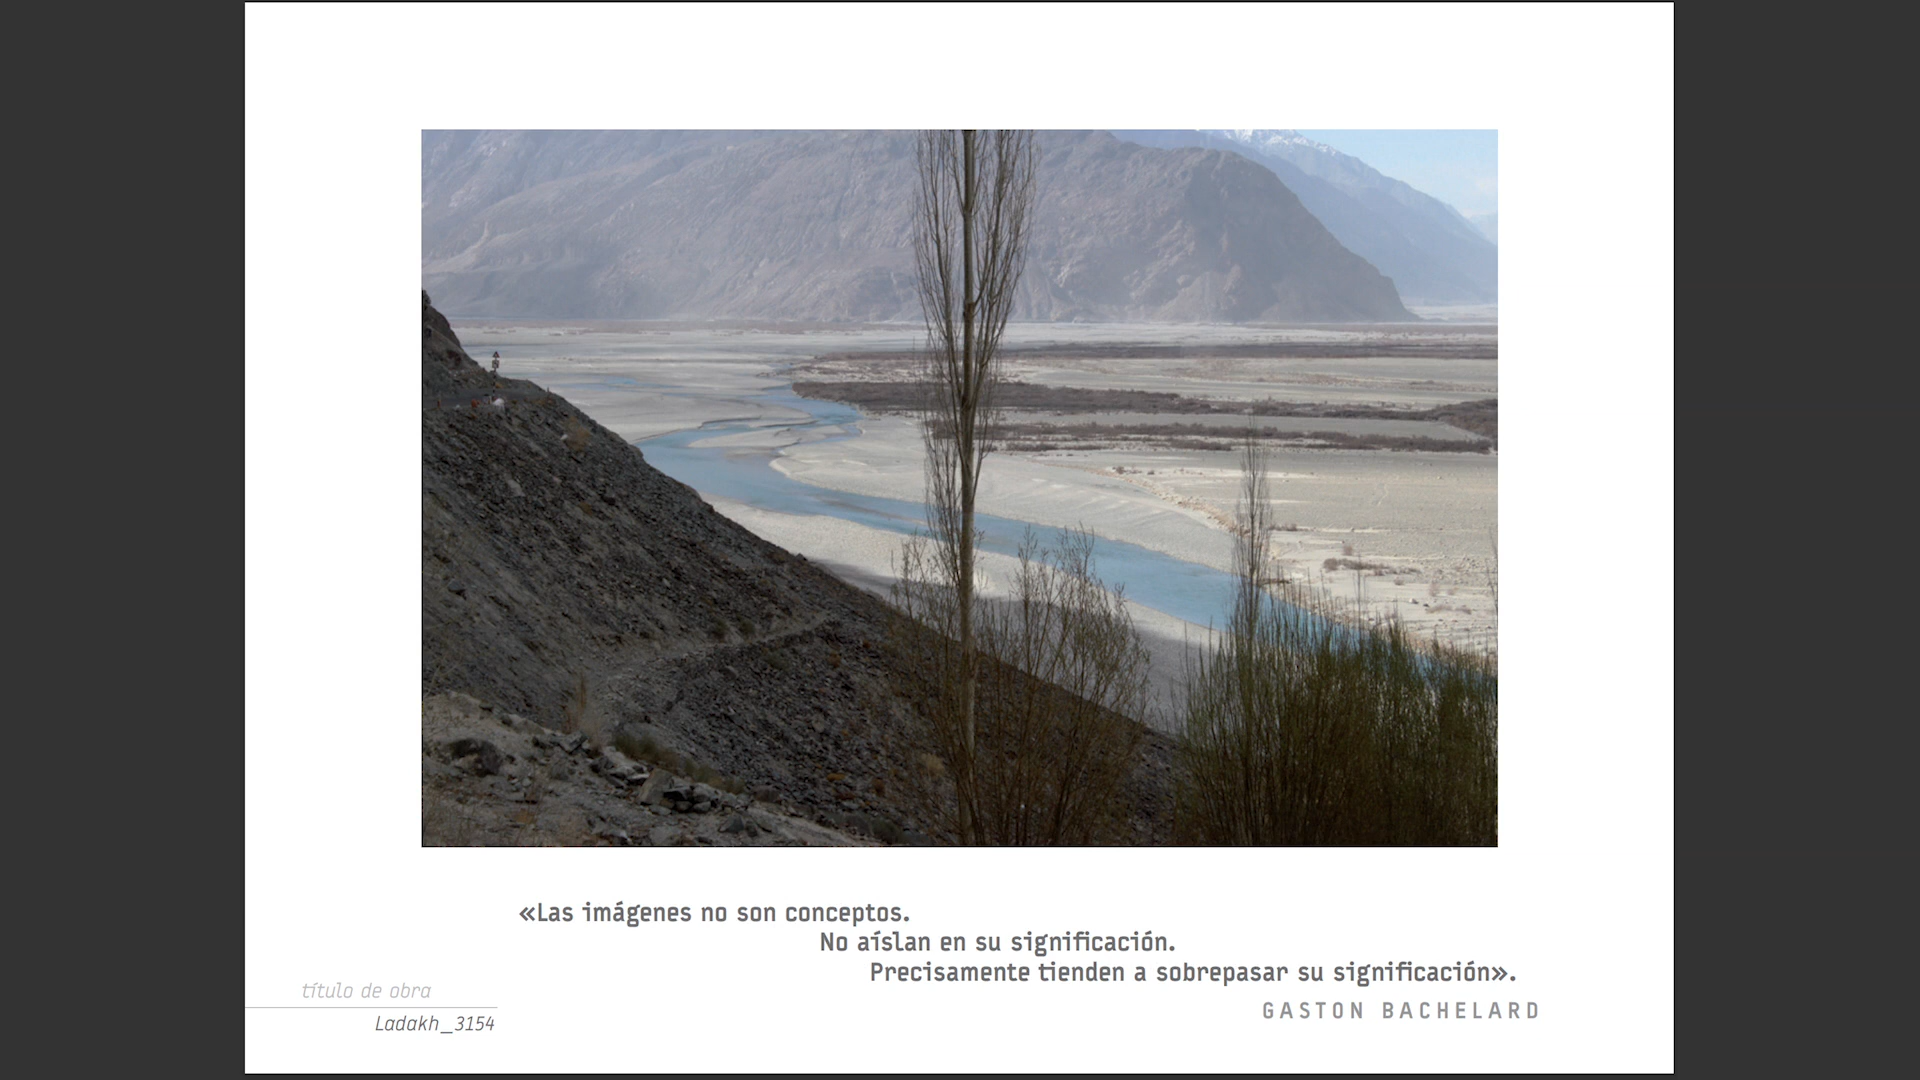 «Las imágenes no son conceptos.
No aíslan en su significación.
Precisamente tienden a sobrepasar su significación».
GASTON BACHELARD
título de obra
Ladakh_3154